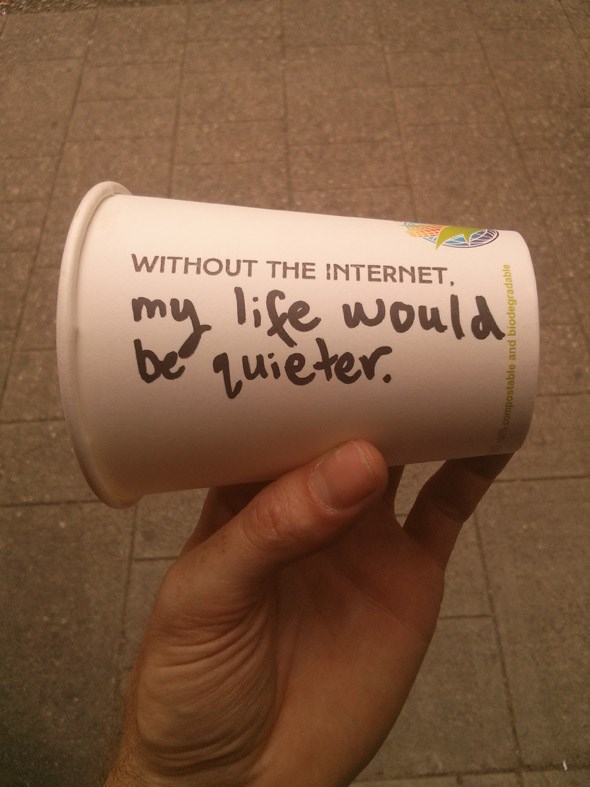 WITHOUT THE INTERNET,
my life would
be quieter.
compostable and biodegradable